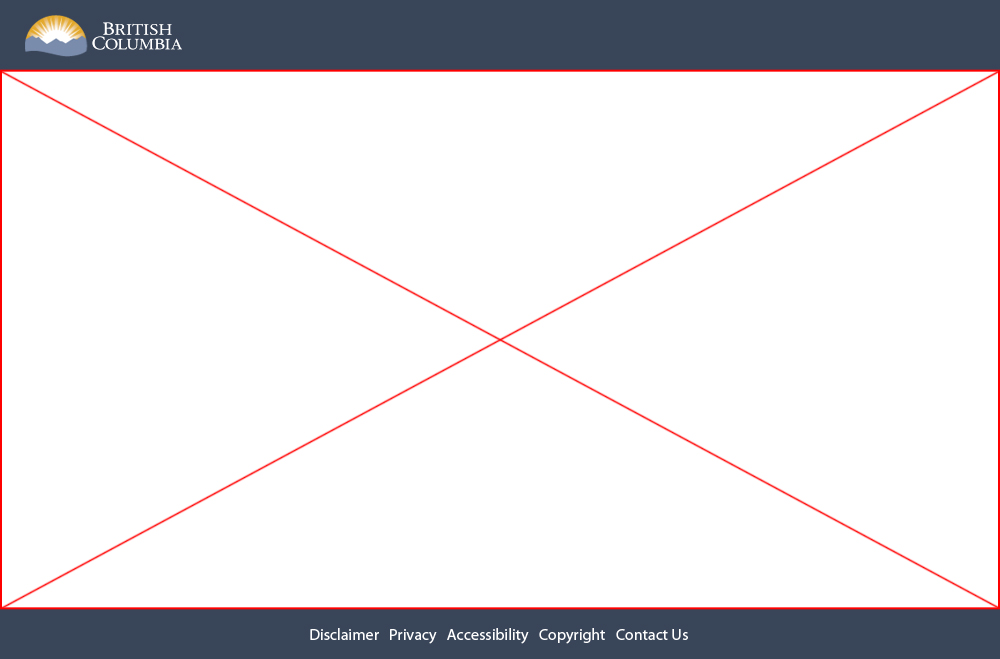 BRITISH
COLUMBIA
Disclaimer Privacy Accessibility Copyright Contact Us